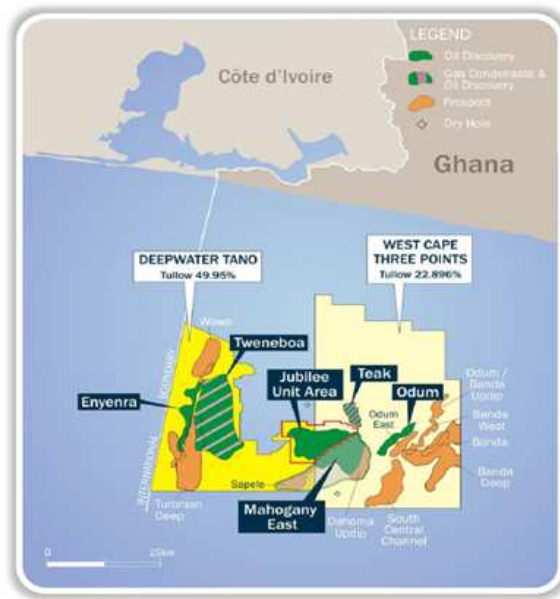 LEGEND
Oil Discovery
Gas Condensate &
Oil Discovery
Prospect
Dry Hole
Côte d'Ivoire
Ghana
DEEPWATER TANO
Tullow 49.95%
WEST CAPE
THREE POINTS
Tullow 22.896%
Wawa
Tweneboa
Enyenra
INTERNATIONAL BOUNDARY
Jubilee
Unit Area
Teak
Odum
Odum /
Banda
Updip
Odum
East
Banda
West
Banda
Banda
Deep
Sapele
Turonian
Deep
Mahogany
East
Dahoma
Updip
South
Central
Channel
0
25km